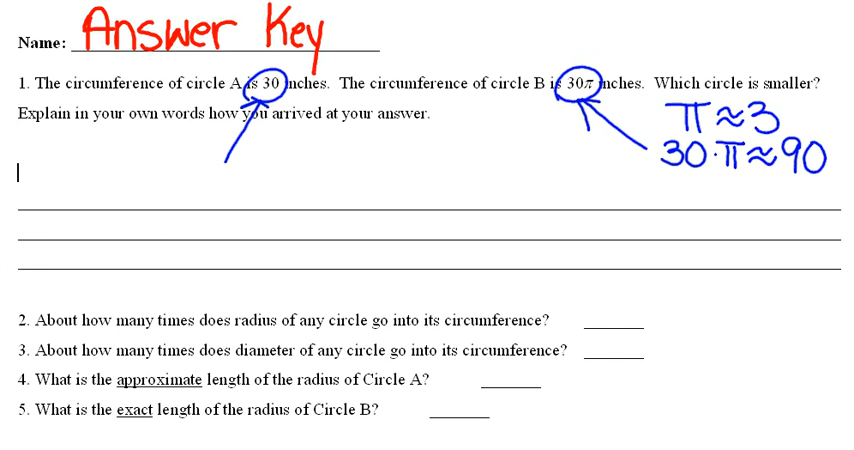 Name: Answer Key
1. The circumference of circle A is 30 inches. The circumference of circle B is 30π inches. Which circle is smaller?
Explain in your own words how you arrived at your answer.
π≈3
30·π≈90
2. About how many times does radius of any circle go into its circumference? ______
3. About how many times does diameter of any circle go into its circumference? ______
4. What is the approximate length of the radius of Circle A? ______
5. What is the exact length of the radius of Circle B? ______